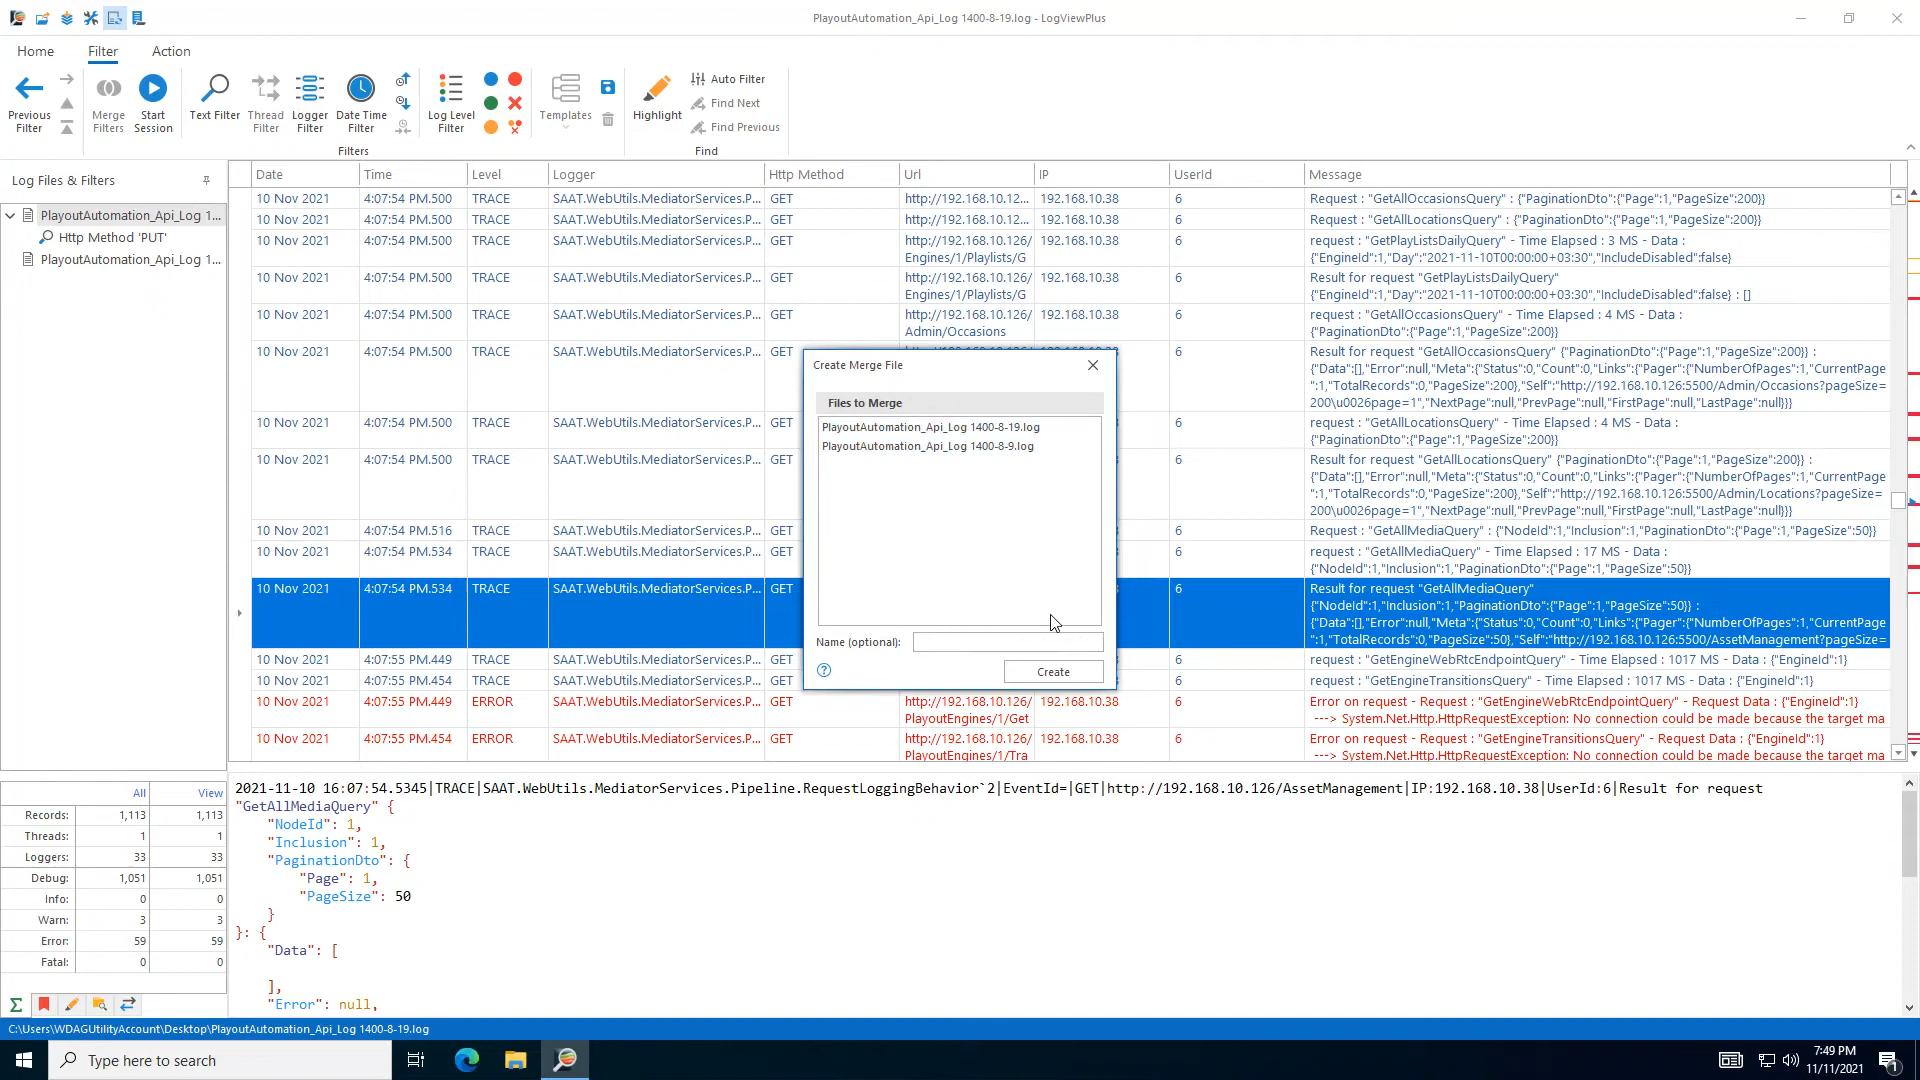 PlayoutAutomation_Api_Log 1400-8-19.log - LogViewPlus
Home
Filter
Action
Previous Filter
Merge Filters
Start Session
Text Filter
Thread Filter
Logger Filter
Date Time Filter
Filters
Log Level Filter
Templates
Highlight
Auto Filter
Find Next
Find Previous
Find
Log Files & Filters
PlayoutAutomation_Api_Log 1...
Http Method 'PUT'
PlayoutAutomation_Api_Log 1...
Date Time Level Logger Http Method Url IP UserId Message
10 Nov 2021 4:07:54 PM.500 TRACE SAAT.WebUtils.MediatorServices.P... GET http://192.168.10.12... 192.168.10.38 6 Request : "GetAllOccasionsQuery" : {"PaginationDto":{"Page":1,"PageSize":200}}
10 Nov 2021 4:07:54 PM.500 TRACE SAAT.WebUtils.MediatorServices.P... GET http://192.168.10.12... 192.168.10.38 6 Request : "GetAllLocationsQuery" : {"PaginationDto":{"Page":1,"PageSize":200}}
10 Nov 2021 4:07:54 PM.500 TRACE SAAT.WebUtils.MediatorServices.P... GET http://192.168.10.126/ 192.168.10.38 6 request : "GetPlayListsDailyQuery" - Time Elapsed : 3 MS - Data :
Engines/1/Playlists/G {"EngineId":1,"Day":"2021-11-10T00:00:00+03:30","IncludeDisabled":false}
10 Nov 2021 4:07:54 PM.500 TRACE SAAT.WebUtils.MediatorServices.P... GET http://192.168.10.126/ 192.168.10.38 6 Result for request "GetPlayListsDailyQuery"
Engines/1/Playlists/G {"EngineId":1,"Day":"2021-11-10T00:00:00+03:30","IncludeDisabled":false} : []
10 Nov 2021 4:07:54 PM.500 TRACE SAAT.WebUtils.MediatorServices.P... GET http://192.168.10.126/ 192.168.10.38 6 request : "GetAllOccasionsQuery" - Time Elapsed : 4 MS - Data :
Admin/Occasions {"PaginationDto":{"Page":1,"PageSize":200}}
10 Nov 2021 4:07:54 PM.500 TRACE SAAT.WebUtils.MediatorServices.P... GET 6 Result for request "GetAllOccasionsQuery" {"PaginationDto":{"Page":1,"PageSize":200}} :
{"Data":[],"Error":null,"Meta":{"Status":0,"Count":0,"Links":{"Pager":{"NumberOfPages":1,"CurrentPage
":1,"TotalRecords":0,"PageSize":200},"Self":"http://192.168.10.126:5500/Admin/Occasions?pageSize=
200\u0026page=1","NextPage":null,"PrevPage":null,"FirstPage":null,"LastPage":null}}}
10 Nov 2021 4:07:54 PM.500 TRACE SAAT.WebUtils.MediatorServices.P... GET 6 request : "GetAllLocationsQuery" - Time Elapsed : 4 MS - Data :
{"PaginationDto":{"Page":1,"PageSize":200}}
10 Nov 2021 4:07:54 PM.500 TRACE SAAT.WebUtils.MediatorServices.P... GET 6 Result for request "GetAllLocationsQuery" {"PaginationDto":{"Page":1,"PageSize":200}} :
{"Data":[],"Error":null,"Meta":{"Status":0,"Count":0,"Links":{"Pager":{"NumberOfPages":1,"CurrentPage
":1,"TotalRecords":0,"PageSize":200},"Self":"http://192.168.10.126:5500/Admin/Locations?pageSize=
200\u0026page=1","NextPage":null,"PrevPage":null,"FirstPage":null,"LastPage":null}}}
10 Nov 2021 4:07:54 PM.516 TRACE SAAT.WebUtils.MediatorServices.P... GET 6 Request : "GetAllMediaQuery" : {"NodeId":1,"Inclusion":1,"PaginationDto":{"Page":1,"PageSize":50}}
10 Nov 2021 4:07:54 PM.534 TRACE SAAT.WebUtils.MediatorServices.P... GET 6 request : "GetAllMediaQuery" - Time Elapsed : 17 MS - Data :
{"NodeId":1,"Inclusion":1,"PaginationDto":{"Page":1,"PageSize":50}}
10 Nov 2021 4:07:54 PM.534 TRACE SAAT.WebUtils.MediatorServices.P... 6 Result for request "GetAllMediaQuery"
{"NodeId":1,"Inclusion":1,"PaginationDto":{"Page":1,"PageSize":50}} :
{"Data":[],"Error":null,"Meta":{"Status":0,"Count":0,"Links":{"Pager":{"NumberOfPages":1,"CurrentPage
":1,"TotalRecords":0,"PageSize":50},"Self":"http://192.168.10.126:5500/AssetManagement?pageSize=
10 Nov 2021 4:07:55 PM.449 TRACE SAAT.WebUtils.MediatorServices.P... GET 6 request : "GetEngineWebRtcEndpointQuery" - Time Elapsed : 1017 MS - Data : {"EngineId":1}
10 Nov 2021 4:07:55 PM.454 TRACE SAAT.WebUtils.MediatorServices.P... GET 6 request : "GetEngineTransitionsQuery" - Time Elapsed : 1017 MS - Data : {"EngineId":1}
10 Nov 2021 4:07:55 PM.449 ERROR SAAT.WebUtils.MediatorServices.P... GET http://192.168.10.126/ 192.168.10.38 6 Error on request - Request : "GetEngineWebRtcEndpointQuery" - Request Data : {"EngineId":1}
PlayoutEngines/1/Get ---> System.Net.Http.HttpRequestException: No connection could be made because the target ma
10 Nov 2021 4:07:55 PM.454 ERROR SAAT.WebUtils.MediatorServices.P... GET http://192.168.10.126/ 192.168.10.38 6 Error on request - Request : "GetEngineTransitionsQuery" - Request Data : {"EngineId":1}
PlayoutEngines/1/Tra ---> System.Net.Http.HttpRequestException: No connection could be made because the target ma
Create Merge File
Files to Merge
PlayoutAutomation_Api_Log 1400-8-19.log
PlayoutAutomation_Api_Log 1400-8-9.log
Name (optional):
Create
All View
Records: 1,113 1,113
Threads: 1 1
Loggers: 33 33
Debug: 1,051 1,051
Info: 0 0
Warn: 3 3
Error: 59 59
Fatal: 0 0
2021-11-10 16:07:54.5345|TRACE|SAAT.WebUtils.MediatorServices.Pipeline.RequestLoggingBehavior`2|EventId=|GET|http://192.168.10.126/AssetManagement|IP:192.168.10.38|UserId:6|Result for request
"GetAllMediaQuery" {
"NodeId": 1,
"Inclusion": 1,
"PaginationDto": {
"Page": 1,
"PageSize": 50
}
}: {
"Data": [
],
"Error": null,
C:\Users\WDAGUtilityAccount\Desktop\PlayoutAutomation_Api_Log 1400-8-19.log
Type here to search
7:49 PM
11/11/2021
1